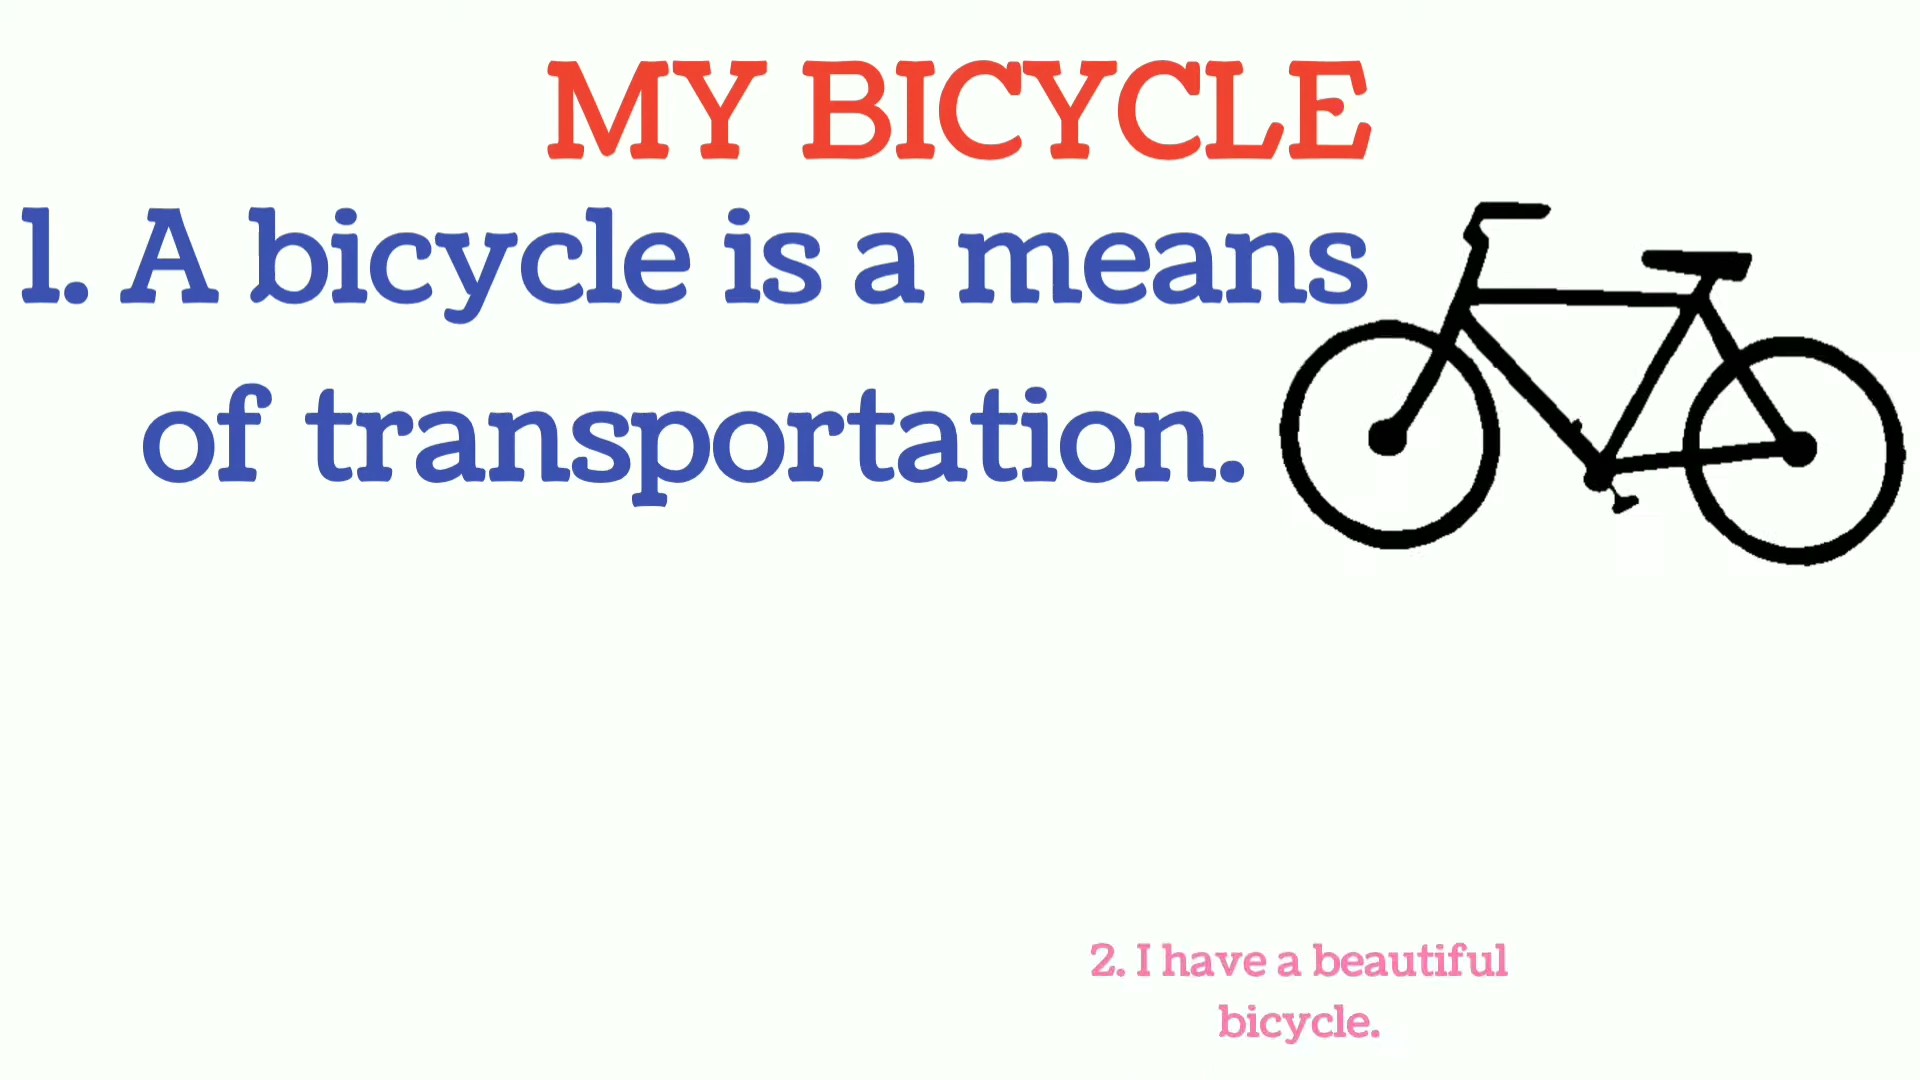 MY BICYCLE
1. A bicycle is a means
of transportation.
2. I have a beautiful
bicycle.